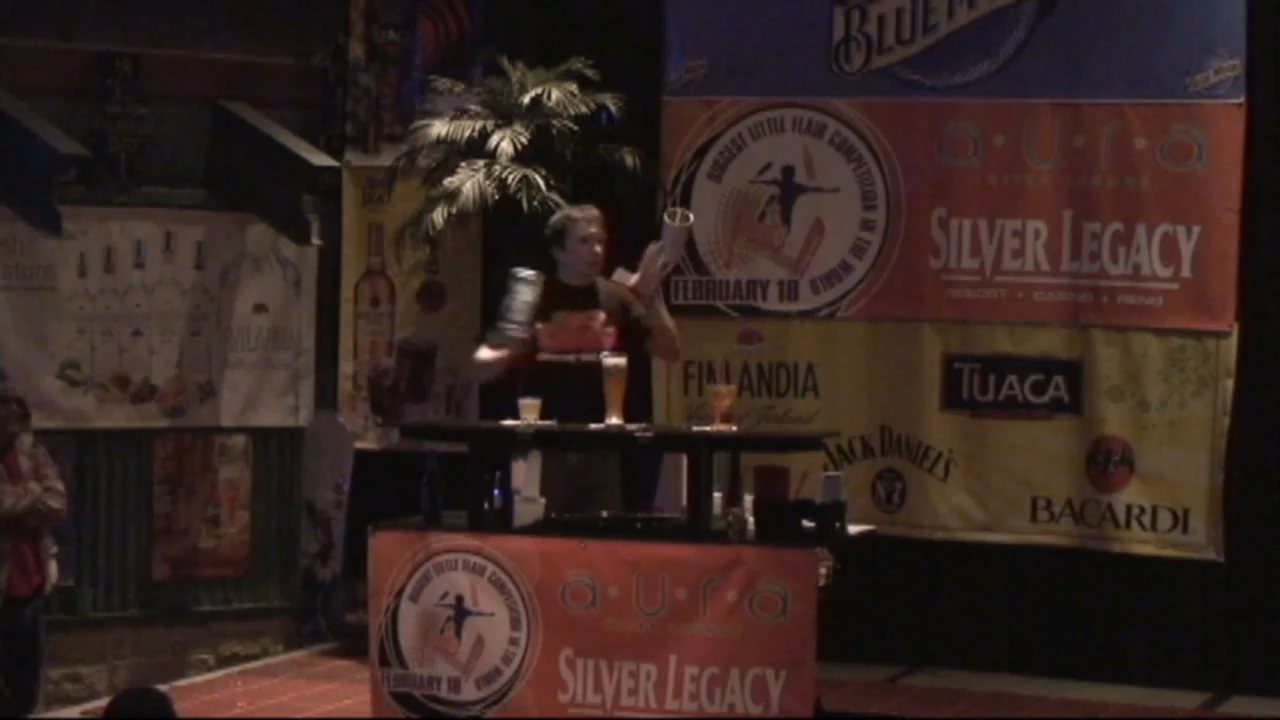 BLUE M
BIGGEST LITTLE FLAIR COMPETITION IN THE WORLD
FEBRUARY 18
a·u·r·a
SILVER LEGACY
RESORT • CASINO • RENO
FINLANDIA
TUACA
JACK DANIEL'S
No 7
BACARDI
FINLANDIA
BIGGEST LITTLE FLAIR COMPETITION IN THE WORLD
FEBRUARY 18
a·u·r·a
SILVER LEGACY